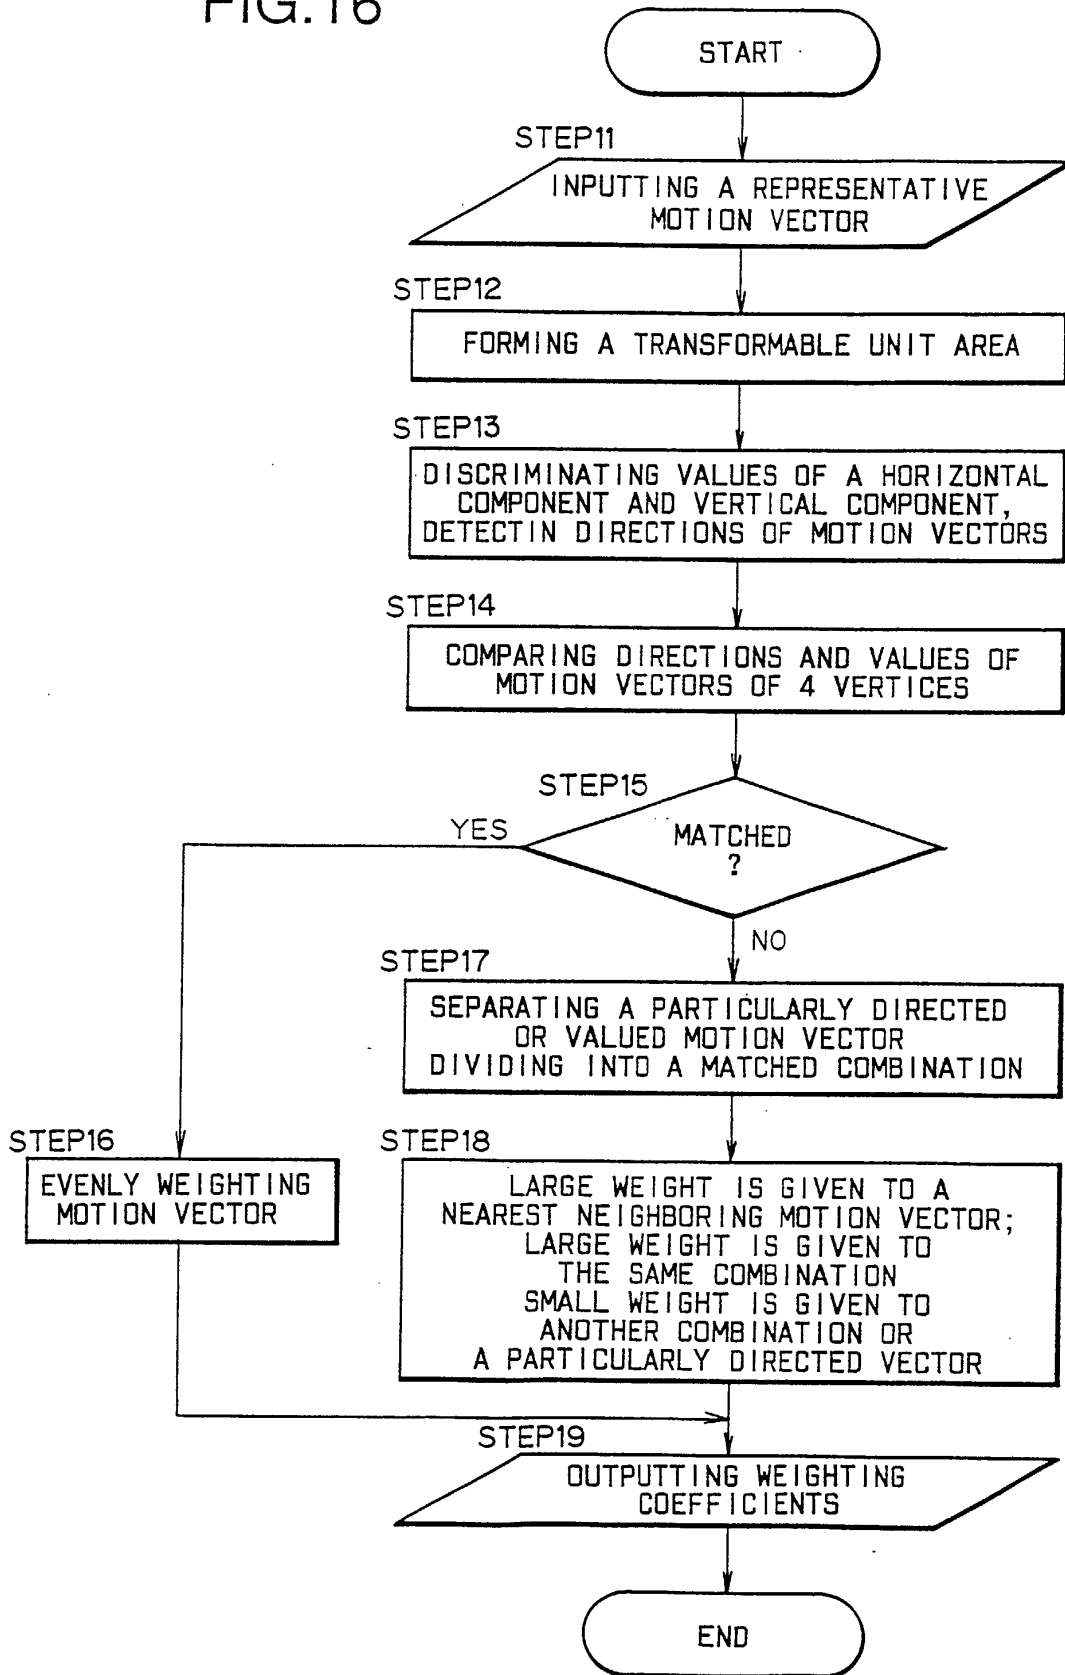 FIG.16
START
STEP11
INPUTTING A REPRESENTATIVE
MOTION VECTOR
STEP12
FORMING A TRANSFORMABLE UNIT AREA
STEP13
DISCRIMINATING VALUES OF A HORIZONTAL
COMPONENT AND VERTICAL COMPONENT,
DETECTIN DIRECTIONS OF MOTION VECTORS
STEP14
COMPARING DIRECTIONS AND VALUES OF
MOTION VECTORS OF 4 VERTICES
STEP15
YES
MATCHED
?
NO
STEP17
SEPARATING A PARTICULARLY DIRECTED
OR VALUED MOTION VECTOR
DIVIDING INTO A MATCHED COMBINATION
STEP16
EVENLY WEIGHTING
MOTION VECTOR
STEP18
LARGE WEIGHT IS GIVEN TO A
NEAREST NEIGHBORING MOTION VECTOR;
LARGE WEIGHT IS GIVEN TO
THE SAME COMBINATION
SMALL WEIGHT IS GIVEN TO
ANOTHER COMBINATION OR
A PARTICULARLY DIRECTED VECTOR
STEP19
OUTPUTTING WEIGHTING
COEFFICIENTS
END